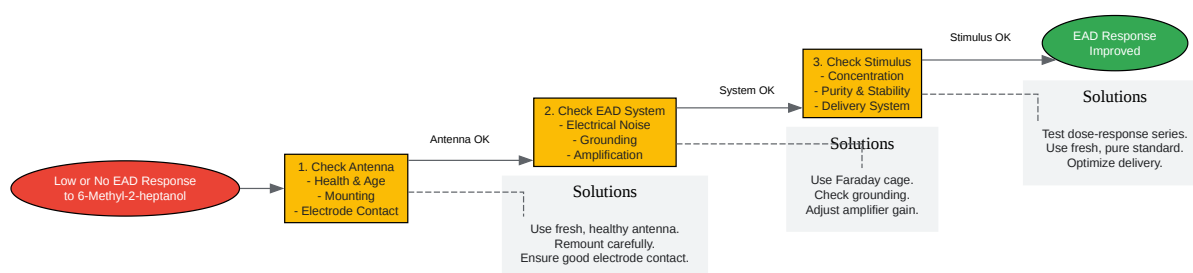 Low or No EAD Response
to 6-Methyl-2-heptanol
1. Check Antenna
- Health & Age
- Mounting
- Electrode Contact
Antenna OK
Solutions
Use fresh, healthy antenna.
Remount carefully.
Ensure good electrode contact.
2. Check EAD System
- Electrical Noise
- Grounding
- Amplification
System OK
Solutions
Use Faraday cage.
Check grounding.
Adjust amplifier gain.
3. Check Stimulus
- Concentration
- Purity & Stability
- Delivery System
Stimulus OK
Solutions
Test dose-response series.
Use fresh, pure standard.
Optimize delivery.
EAD Response
Improved